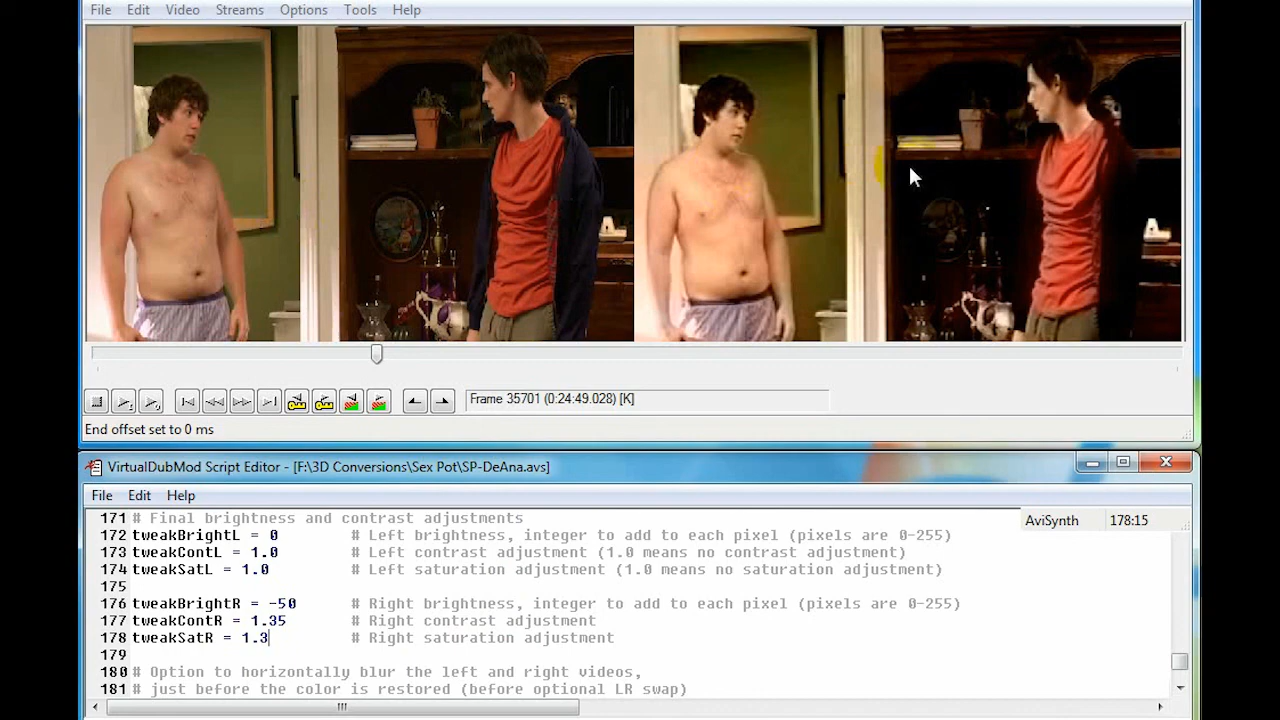 File Edit Video Streams Options Tools Help
Frame 35701 (0:24:49.028) [K]
End offset set to 0 ms
VirtualDubMod Script Editor - [F:\3D Conversions\Sex Pot\SP-DeAna.avs]
File Edit Help
AviSynth 178:15
171 # Final brightness and contrast adjustments
172 tweakBrightL = 0 # Left brightness, integer to add to each pixel (pixels are 0-255)
173 tweakContL = 1.0 # Left contrast adjustment (1.0 means no contrast adjustment)
174 tweakSatL = 1.0 # Left saturation adjustment (1.0 means no saturation adjustment)
175
176 tweakBrightR = -50 # Right brightness, integer to add to each pixel (pixels are 0-255)
177 tweakContR = 1.35 # Right contrast adjustment
178 tweakSatR = 1.3 # Right saturation adjustment
179
180 # Option to horizontally blur the left and right videos,
181 # just before the color is restored (before optional LR swap)